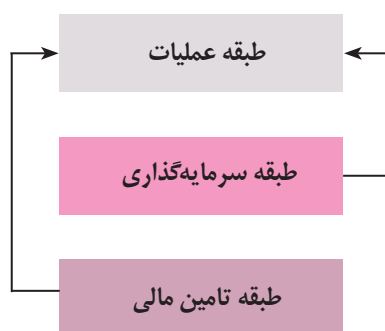 طبقه عملیات
طبقه سرمایه‌گذاری
طبقه تامین مالی